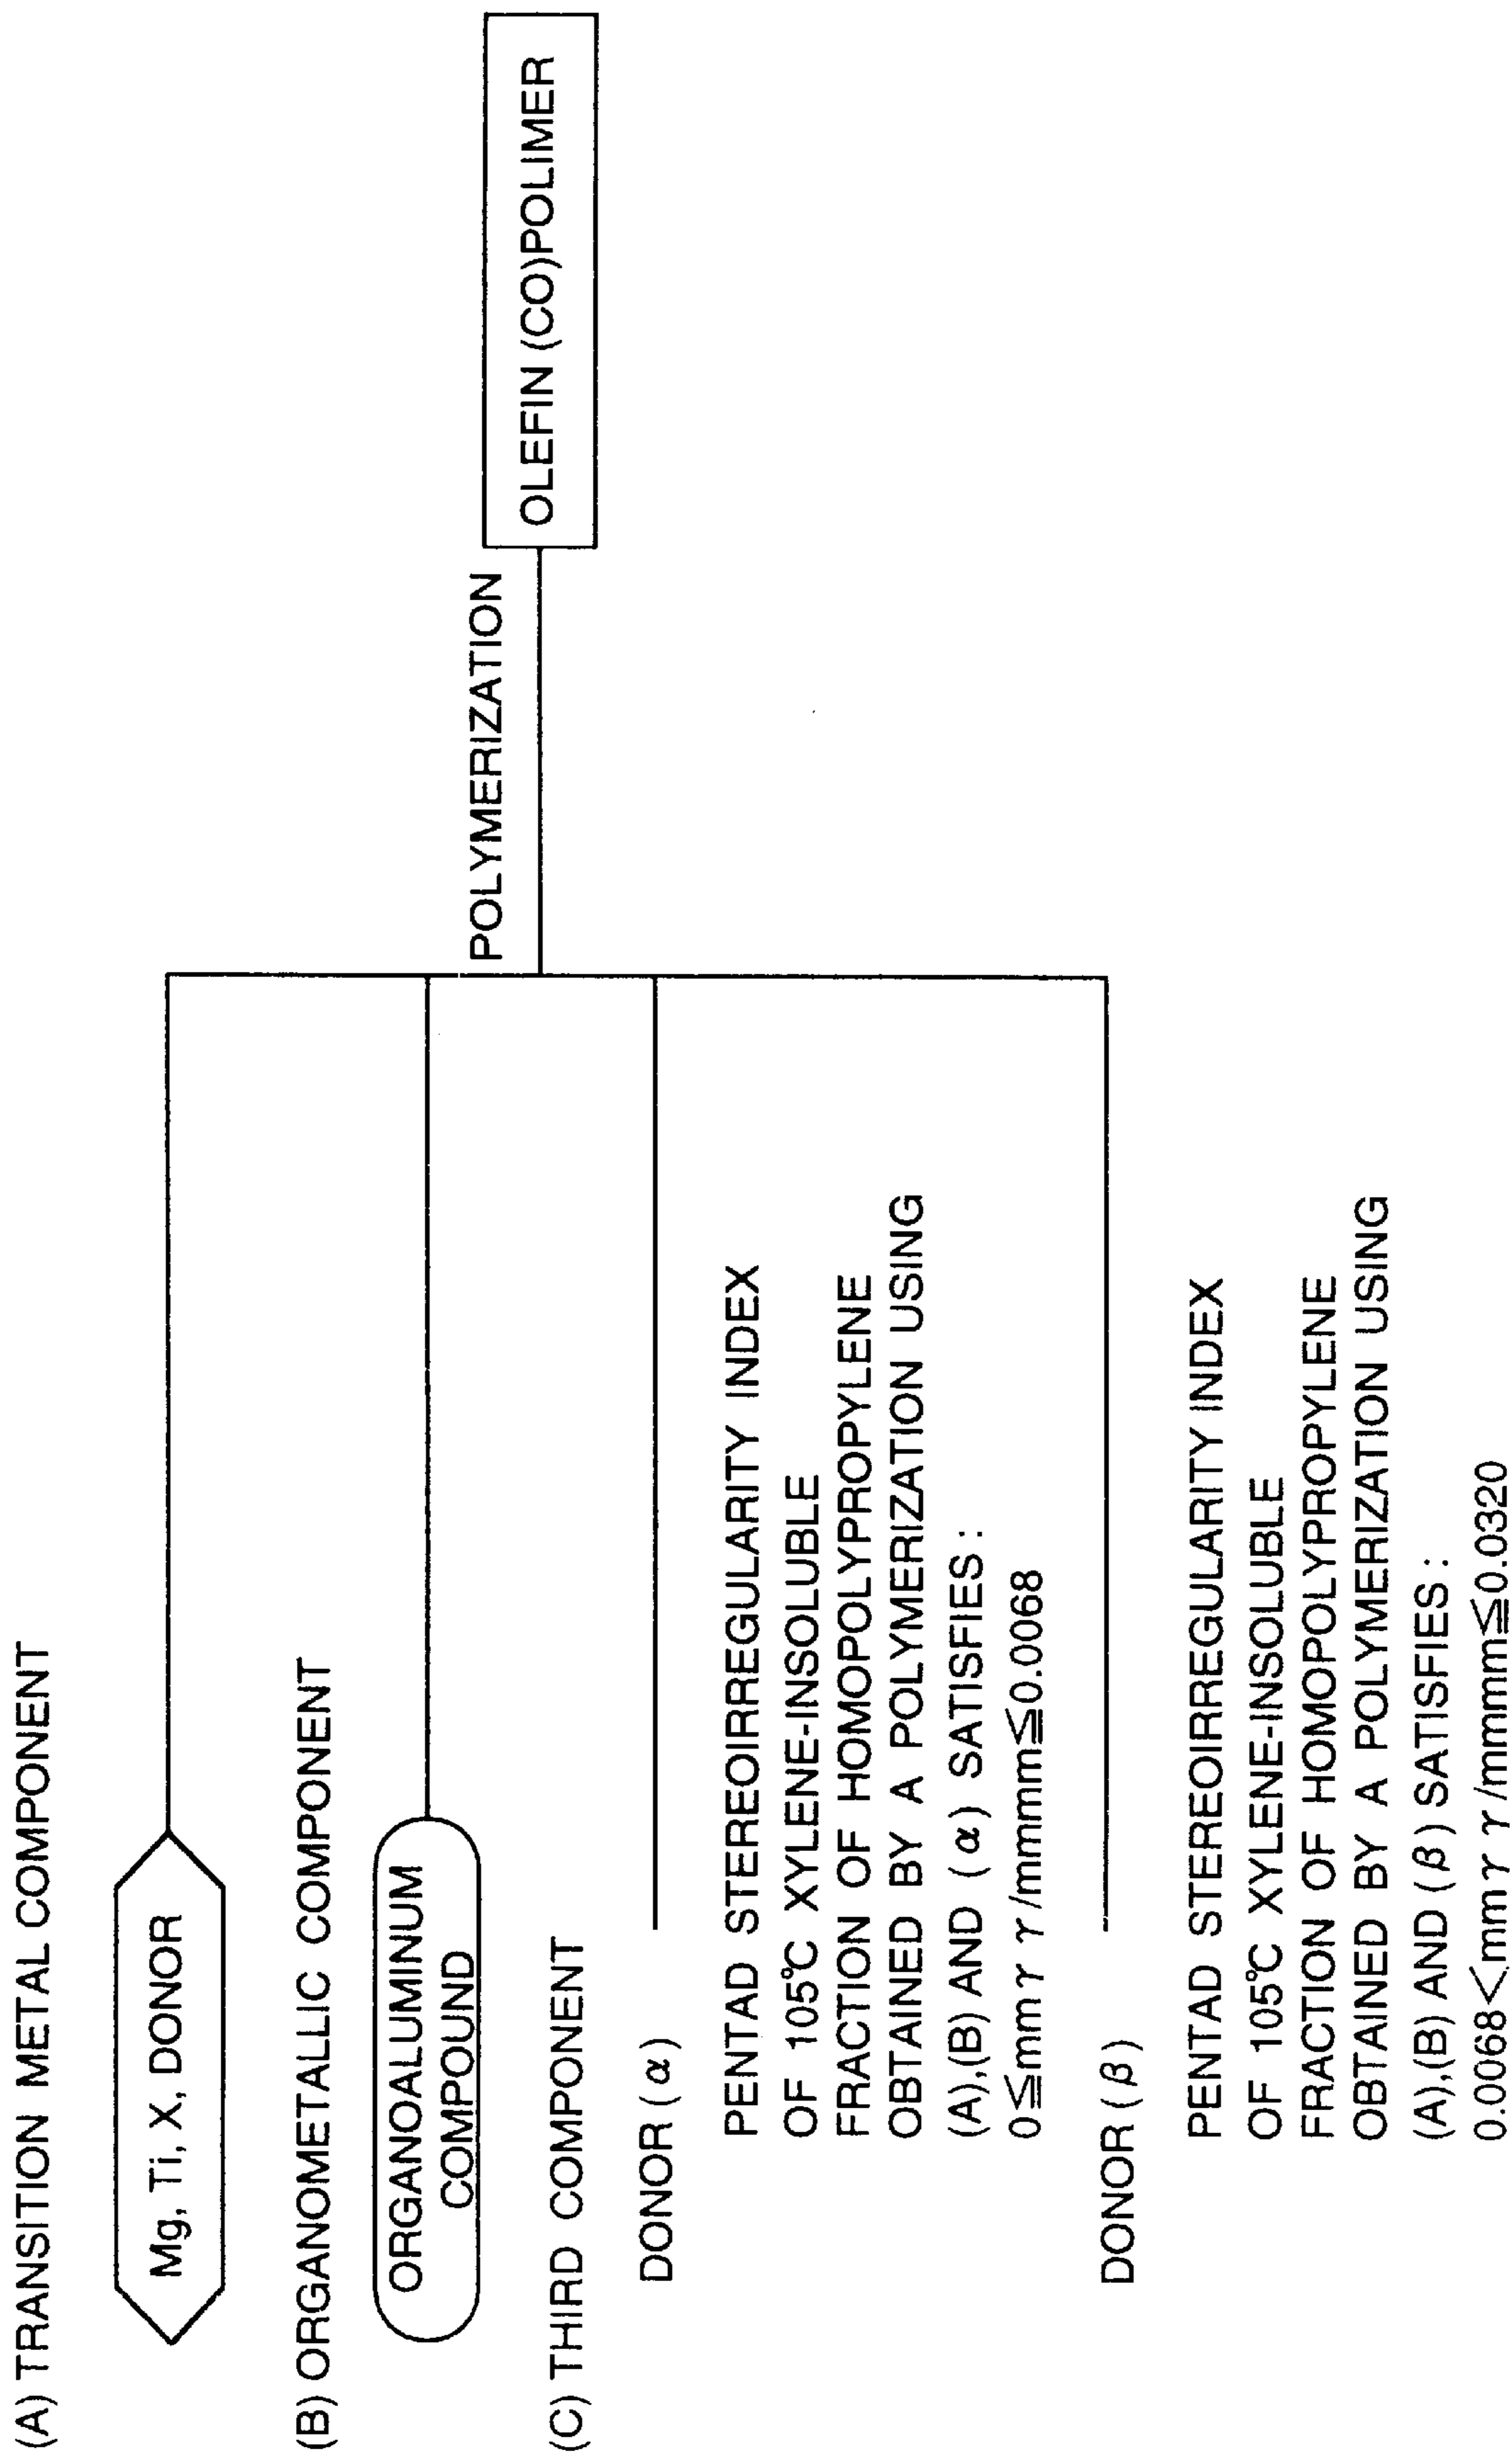 (A) TRANSITION METAL COMPONENT
Mg, Ti, X, DONOR
(B) ORGANOMETALLIC COMPONENT
ORGANOALUMINUM
COMPOUND
(C) THIRD COMPONENT
DONOR (α)
PENTAD STEREOIRREGULARITY INDEX
OF 105℃ XYLENE-INSOLUBLE
FRACTION OF HOMOPOLYPROPYLENE
OBTAINED BY A POLYMERIZATION USING
(A),(B) AND (α) SATISFIES :
0≦mmγγ/mmmm≦0.0068
DONOR (β)
PENTAD STEREOIRREGULARITY INDEX
OF 105℃ XYLENE-INSOLUBLE
FRACTION OF HOMOPOLYPROPYLENE
OBTAINED BY A POLYMERIZATION USING
(A),(B) AND (β) SATISFIES :
0.0068<mmγγ/mmmm≦0.0320
POLYMERIZATION
OLEFIN (CO)POLIMER